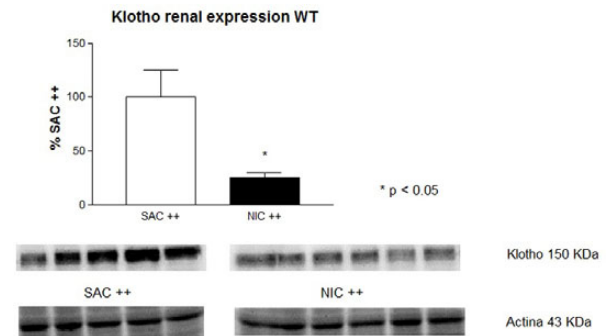 Klotho renal expression WT
% SAC ++
150
100
50
0
*
* p < 0.05
SAC ++ NIC ++
Klotho 150 KDa
SAC ++ NIC ++
Actina 43 KDa